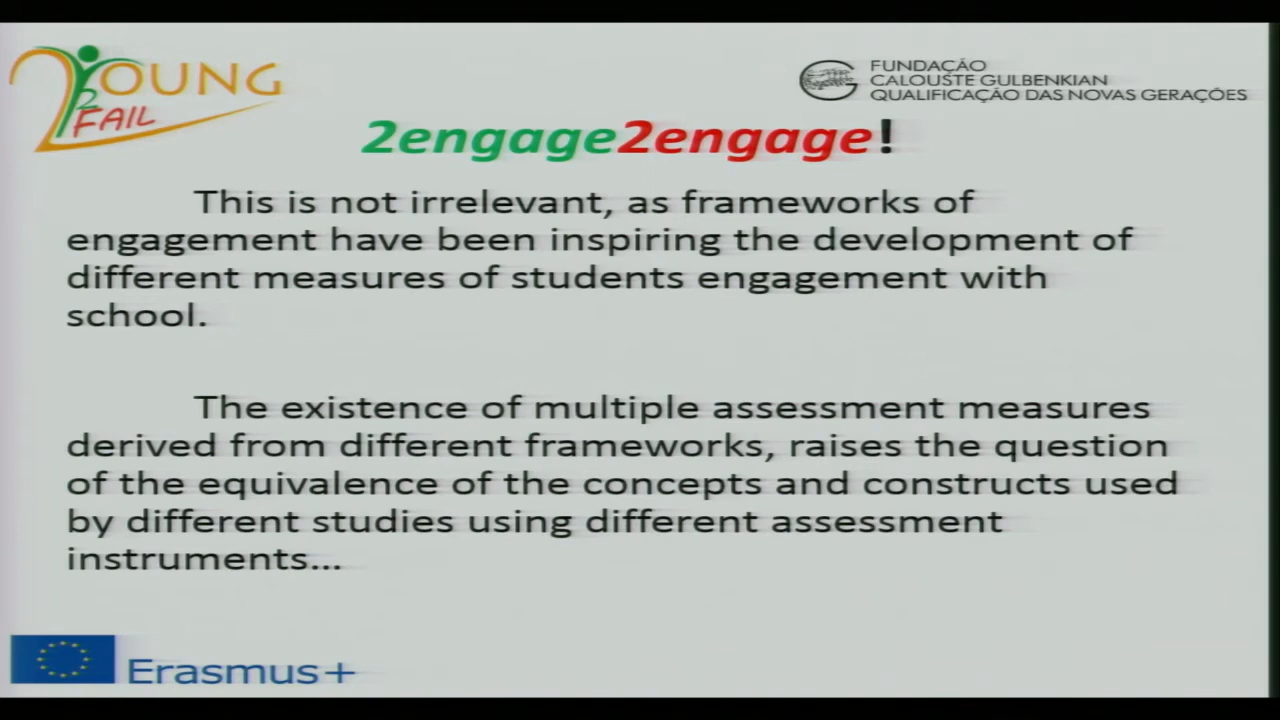 2YOUNG
2
FAIL
FUNDAÇÃO
CALOUSTE GULBENKIAN
QUALIFICAÇÃO DAS NOVAS GERAÇÕES
2engage2engage!
This is not irrelevant, as frameworks of
engagement have been inspiring the development of
different measures of students engagement with
school.
The existence of multiple assessment measures
derived from different frameworks, raises the question
of the equivalence of the concepts and constructs used
by different studies using different assessment
instruments...
Erasmus+